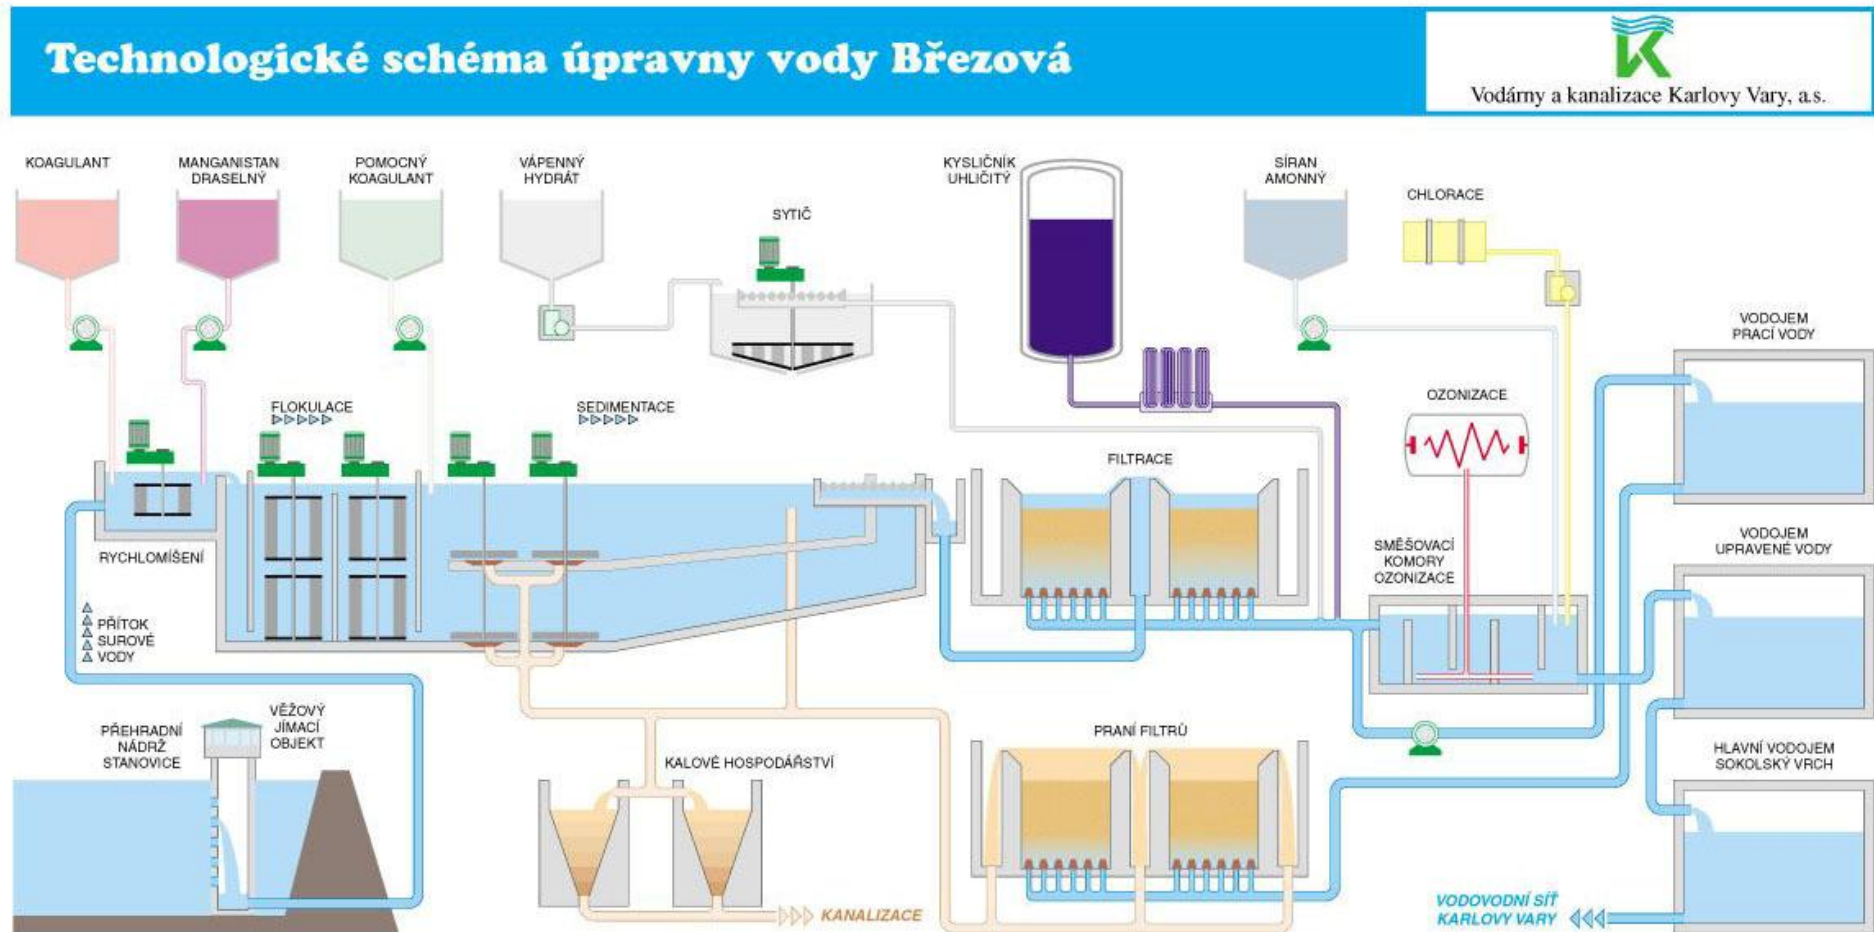 Technologické schéma úpravny vody Březová
Vodárny a kanalizace Karlovy Vary, a.s.
KOAGULANT
MANGANISTAN
DRASELNÝ
POMOCNÝ
KOAGULANT
VÁPENNÝ
HYDRÁT
SYTIČ
KYSLIČNÍK
UHLIČITÝ
SÍRAN
AMONNÝ
CHLORACE
VODOJEM
PRACÍ VODY
FLOKULACE
SEDIMENTACE
OZONIZACE
FILTRACE
RYCHLOMÍŠENÍ
SMĚŠOVACÍ
KOMORY
OZONIZACE
VODOJEM
UPRAVENÉ VODY
PŘÍTOK
SUROVÉ
VODY
PŘEHRADNÍ
NÁDRŽ
STANOVICE
VĚŽOVÝ
JÍMACÍ
OBJEKT
KALOVÉ HOSPODÁŘSTVÍ
PRANÍ FILTRŮ
HLAVNÍ VODOJEM
SOKOLSKÝ VRCH
KANALIZACE
VODOVODNÍ SÍŤ
KARLOVY VARY